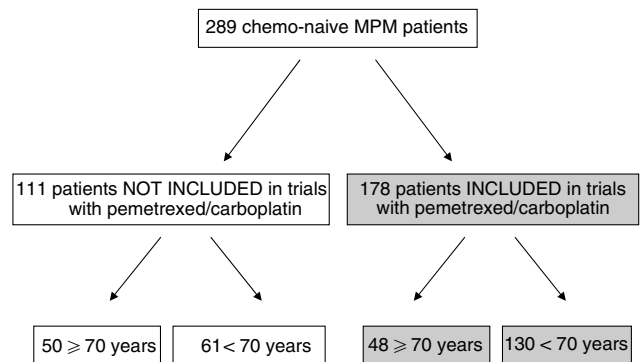 289 chemo-naive MPM patients
111 patients NOT INCLUDED in trials
with pemetrexed/carboplatin
178 patients INCLUDED in trials
with pemetrexed/carboplatin
50 ⩾ 70 years
61 < 70 years
48 ⩾ 70 years
130 < 70 years